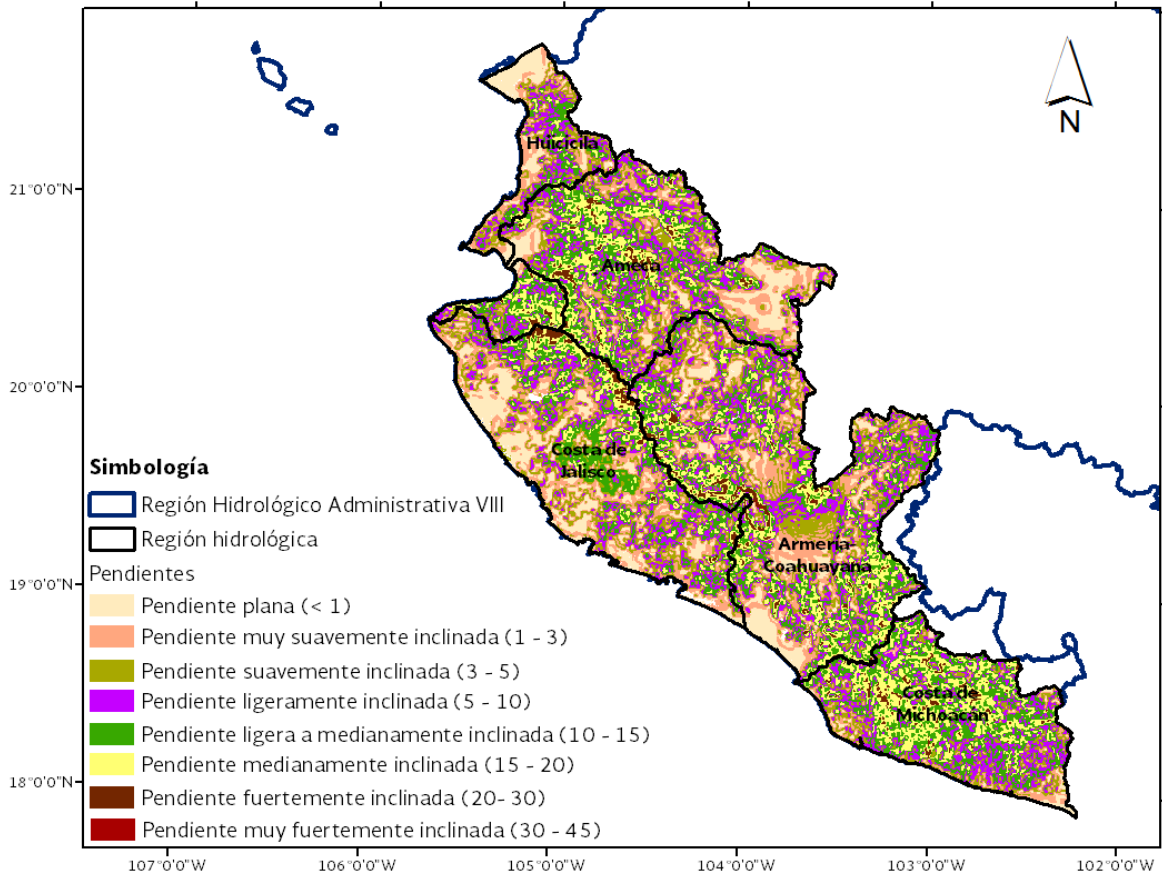 N
Huicicila
21°0'0"N
Ameca
20°0'0"N
Costa de
Jalisco
Simbología
Región Hidrológico Administrativa VIII
Región hidrológica
Armería-
Coahuayana
19°0'0"N
Pendientes
Pendiente plana (< 1)
Pendiente muy suavemente inclinada (1 - 3)
Pendiente suavemente inclinada (3 - 5)
Pendiente ligeramente inclinada (5 - 10)
Costa de
Michoacán
Pendiente ligera a medianamente inclinada (10 - 15)
Pendiente medianamente inclinada (15 - 20)
18°0'0"N
Pendiente fuertemente inclinada (20- 30)
Pendiente muy fuertemente inclinada (30 - 45)
107°0'0"W 106°0'0"W 105°0'0"W 104°0'0"W 103°0'0"W 102°0'0"W